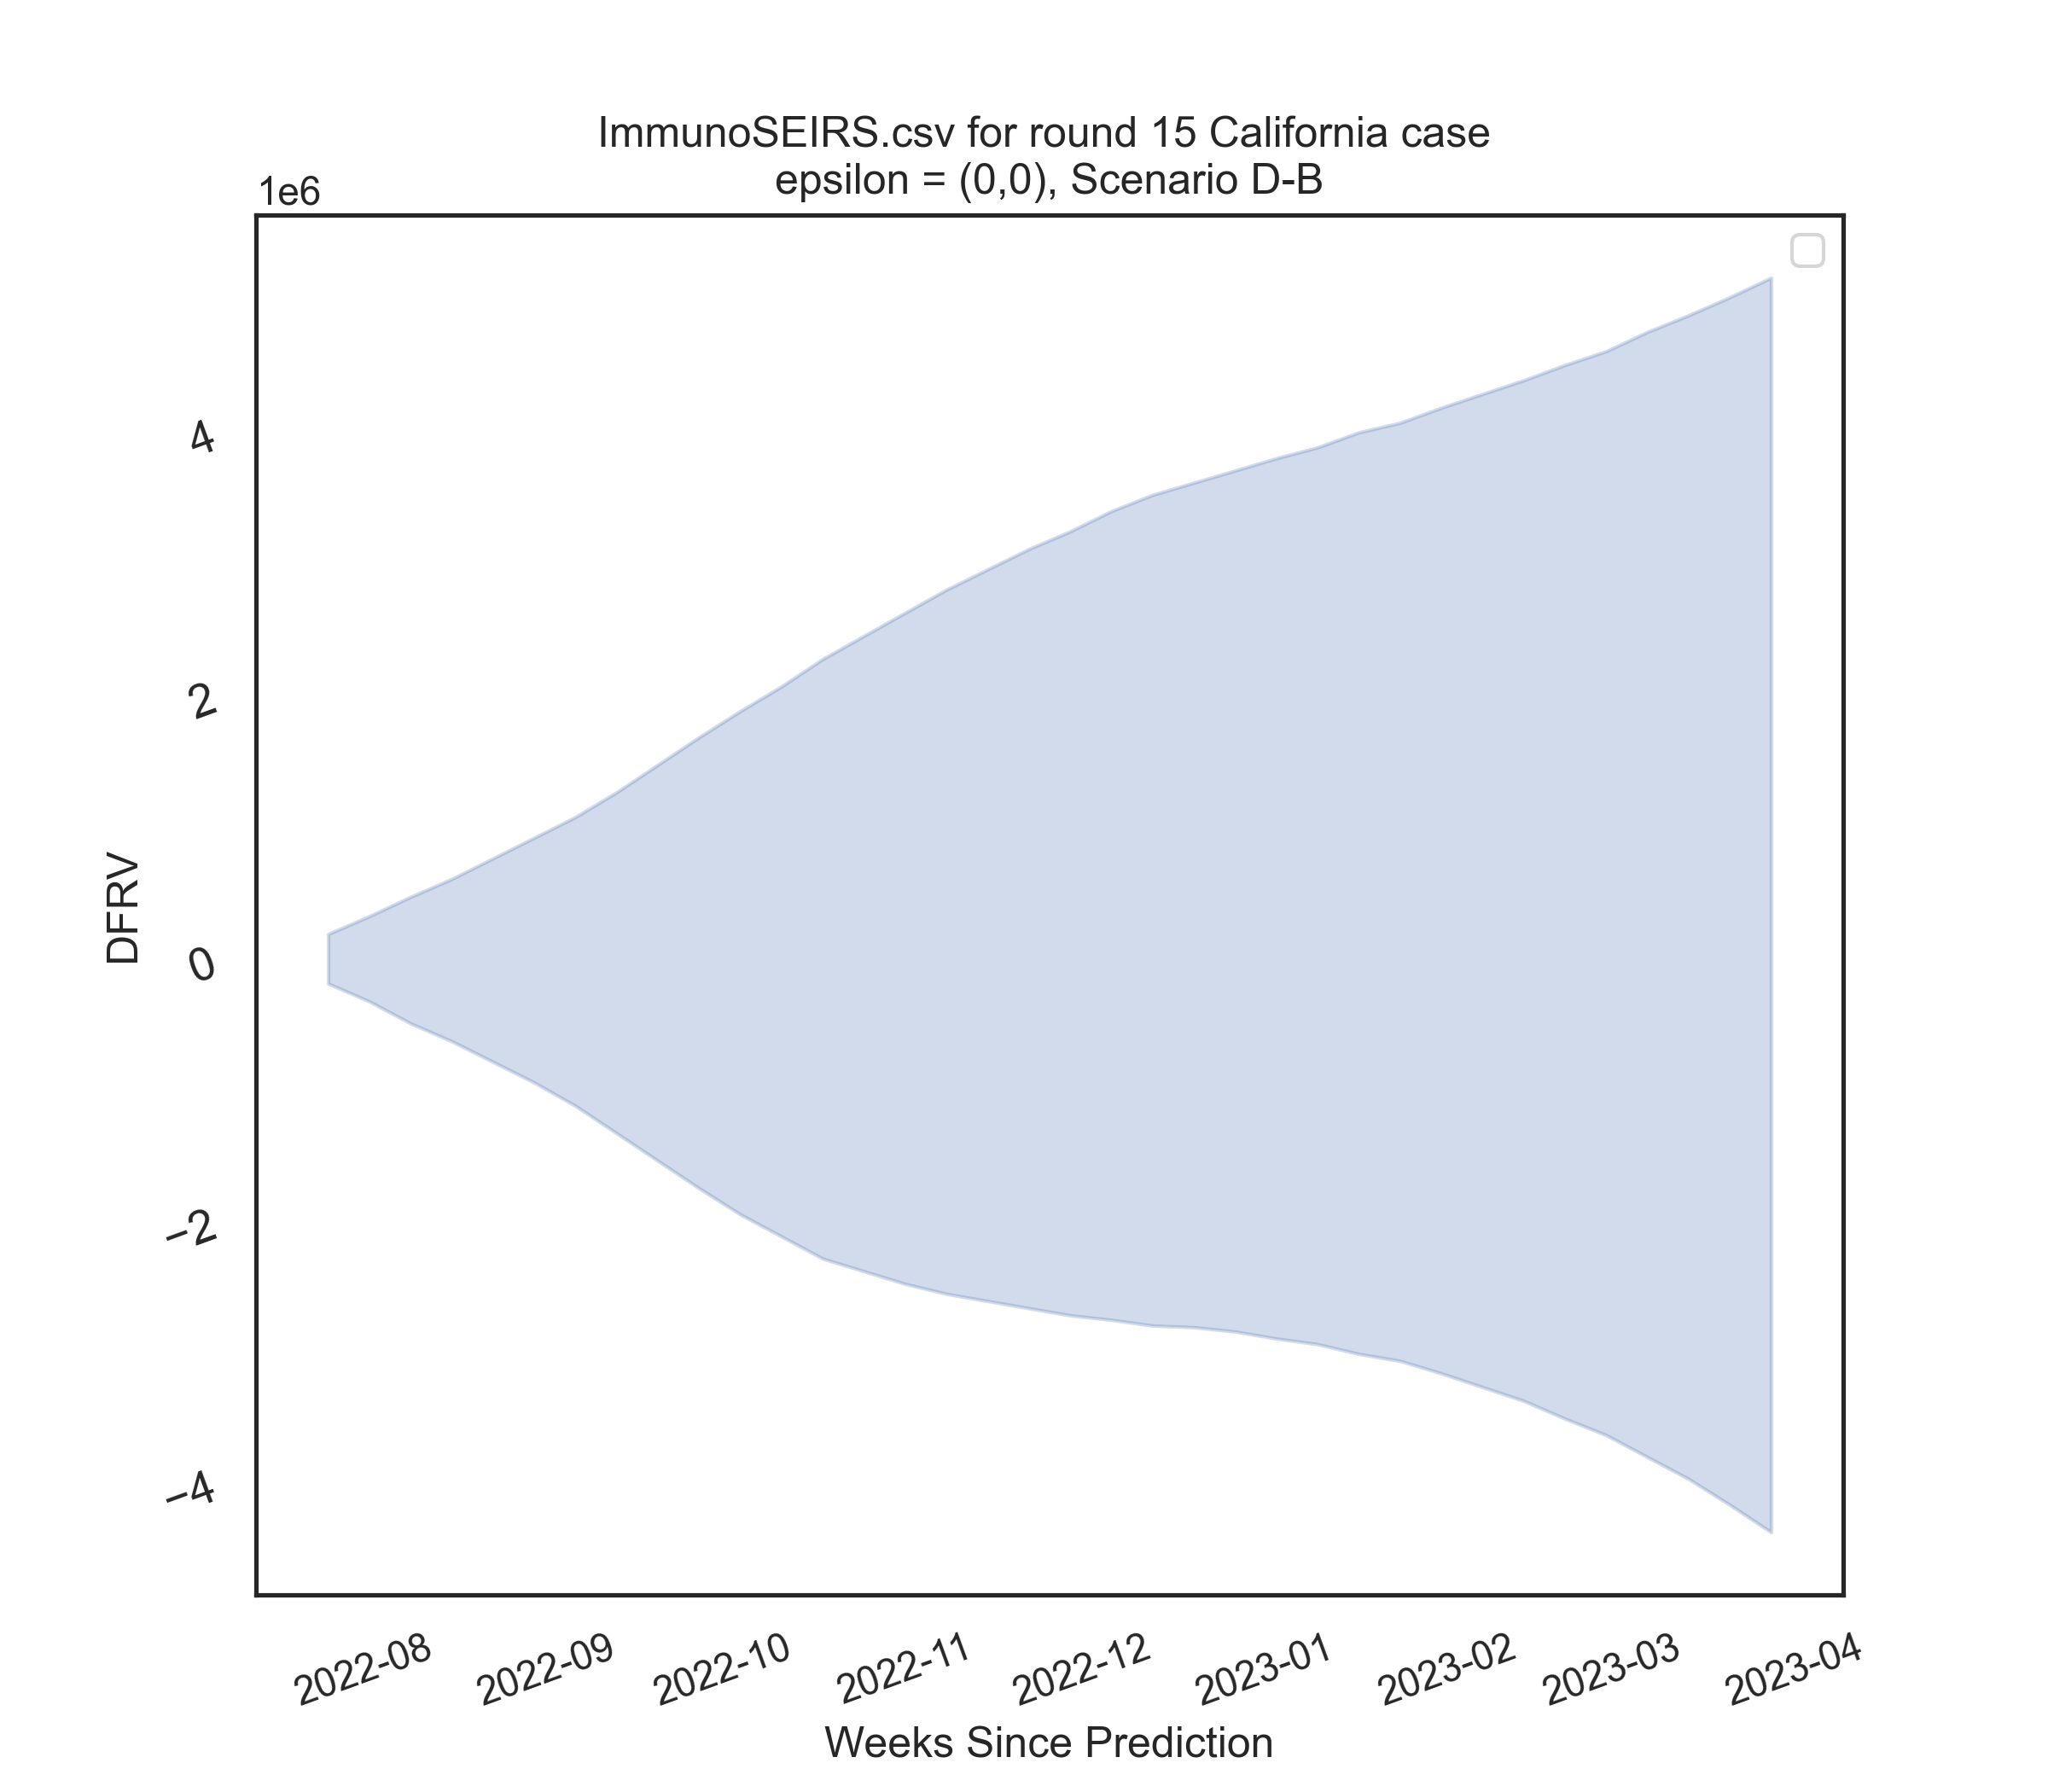 ImmunoSEIRS.csv for round 15 California case
epsilon = (0,0), Scenario D-B
1e6
4
2
0
−2
−4
DFRV
2022-08
2022-09
2022-10
2022-11
2022-12
2023-01
2023-02
2023-03
2023-04
Weeks Since Prediction